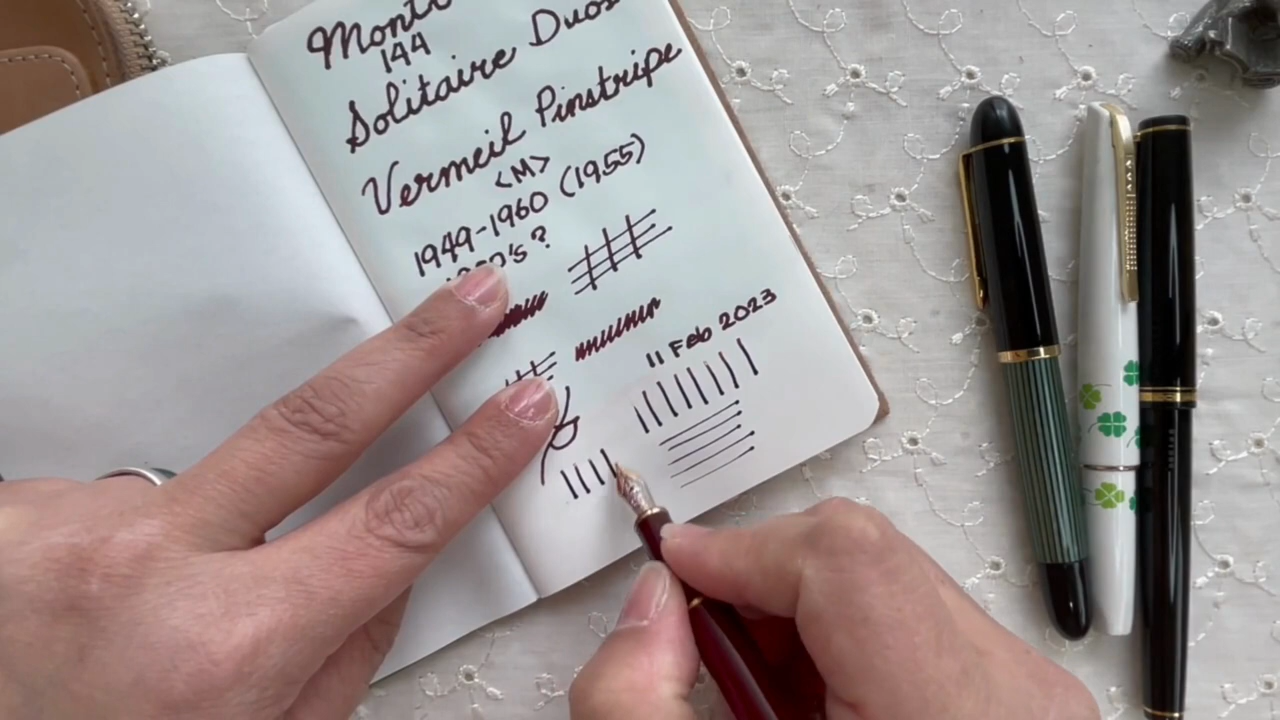 144
Solitaire Duos
Vermeil Pinstripe
<M>
1949-1960 (1955)
11 Feb 2023